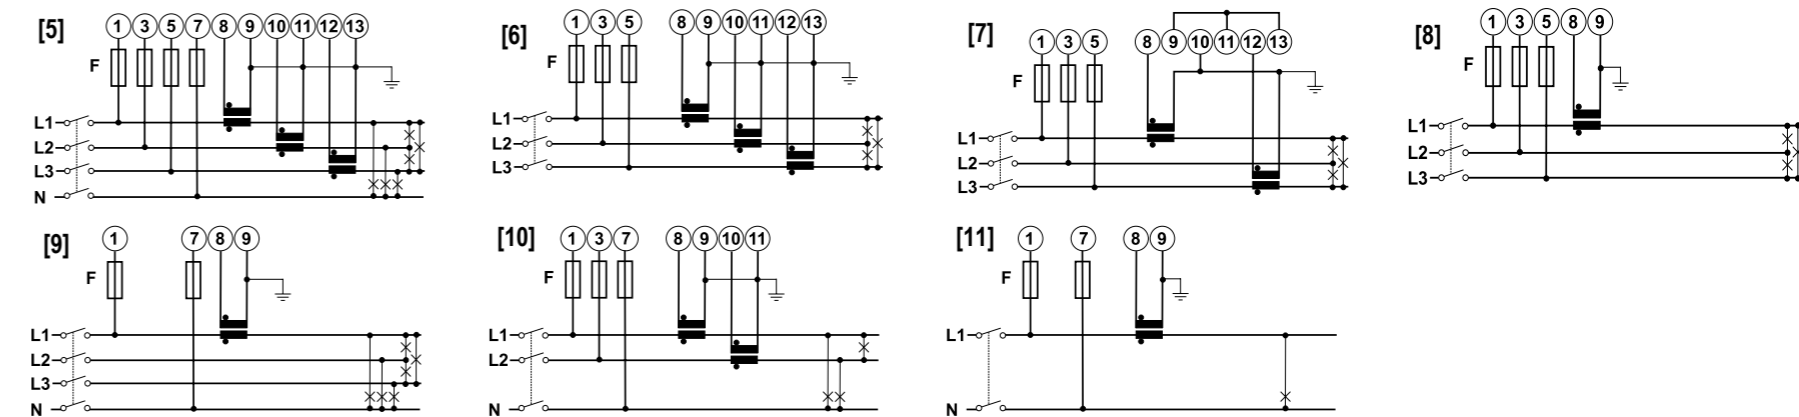 [5] 1 3 5 7 8 9 10 11 12 13
F
L1
L2
L3
N
[6] 1 3 5 8 9 10 11 12 13
F
L1
L2
L3
[7] 1 3 5 8 9 10 11 12 13
F
L1
L2
L3
[8] 1 3 5 8 9
F
L1
L2
L3
[9] 1 7 8 9
F
L1
L2
L3
N
[10] 1 3 7 8 9 10 11
F
L1
L2
N
[11] 1 7 8 9
F
L1
N